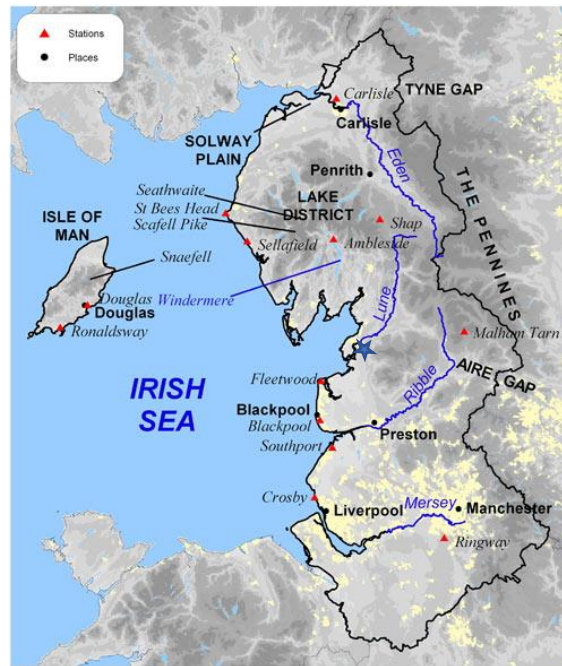 Stations
Places
Carlisle
TYNE GAP
Carlisle
SOLWAY
PLAIN
Eden
Penrith
THE PENNINES
Seathwaite
LAKE
DISTRICT
St Bees Head
Scafell Pike
Shap
ISLE OF
MAN
Sellafield
Ambleside
Snaefell
Windermere
Lune
Douglas
Douglas
Ronaldsway
Malham Tarn
AIRE GAP
Fleetwood
Ribble
IRISH
SEA
Blackpool
Blackpool
Preston
Southport
Crosby
Liverpool
Mersey
Manchester
Ringway